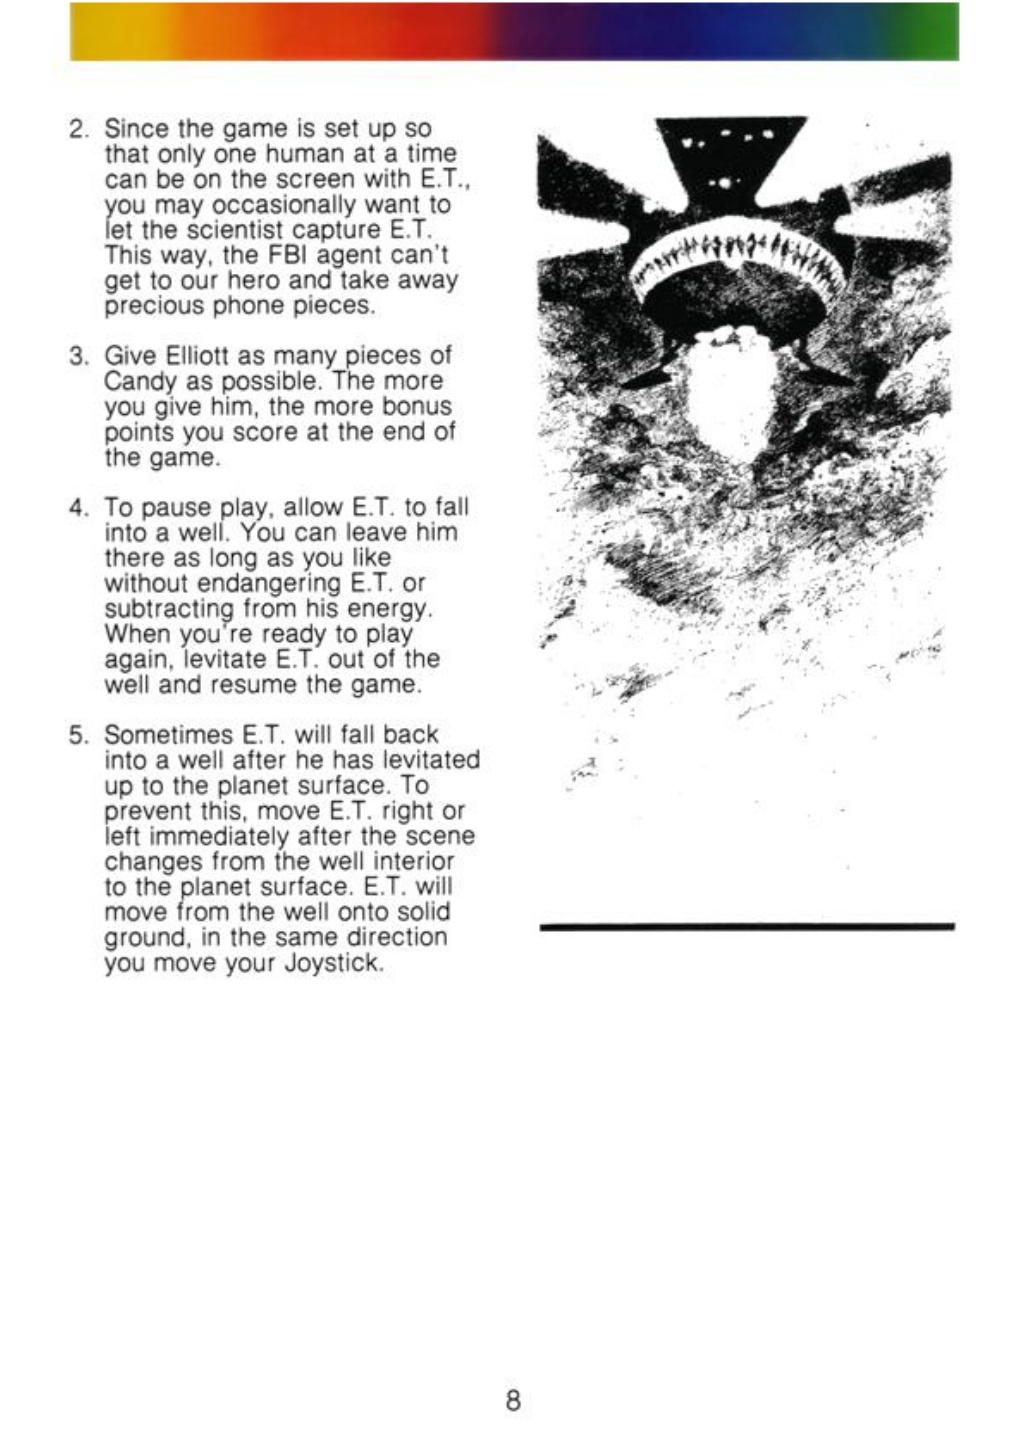 2. Since the game is set up so
that only one human at a time
can be on the screen with E.T.,
you may occasionally want to
let the scientist capture E.T.
This way, the FBI agent can't
get to our hero and take away
precious phone pieces.
3. Give Elliott as many pieces of
Candy as possible. The more
you give him, the more bonus
points you score at the end of
the game.
4. To pause play, allow E.T. to fall
into a well. You can leave him
there as long as you like
without endangering E.T. or
subtracting from his energy.
When you're ready to play
again, levitate E.T. out of the
well and resume the game.
5. Sometimes E.T. will fall back
into a well after he has levitated
up to the planet surface. To
prevent this, move E.T. right or
left immediately after the scene
changes from the well interior
to the planet surface. E.T. will
move from the well onto solid
ground, in the same direction
you move your Joystick.
8